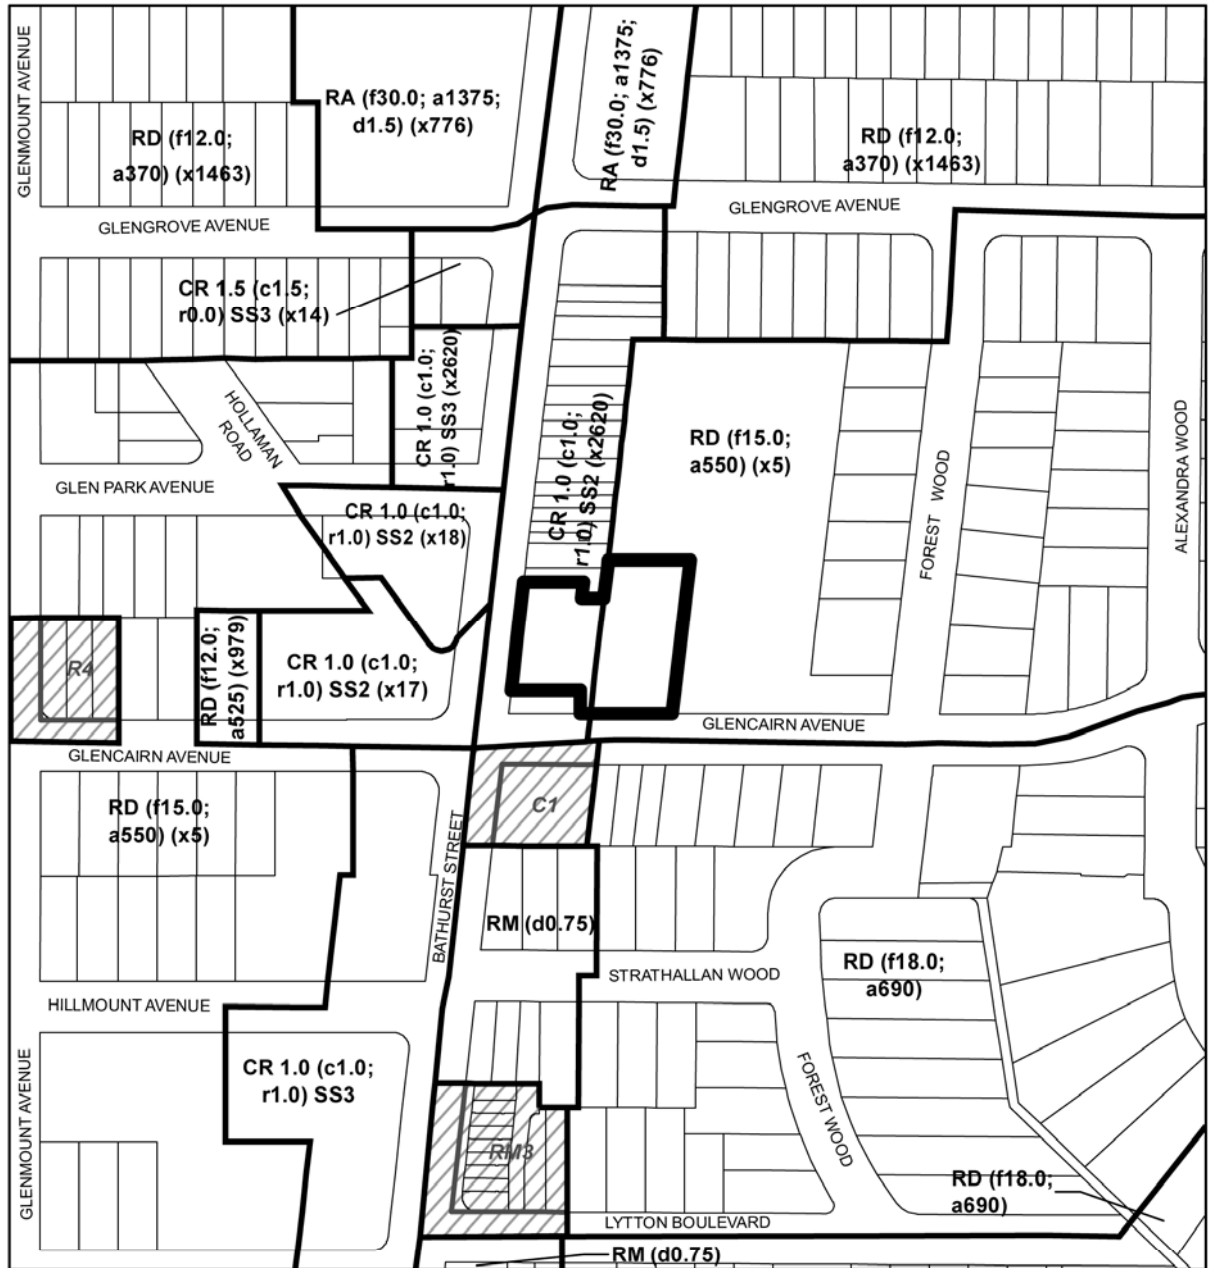 GLENMOUNT AVENUE
RA (f30.0; a1375;
d1.5) (x776)
RA (f30.0; a1375;
d1.5) (x776)
RD (f12.0;
a370) (x1463)
RD (f12.0;
a370) (x1463)
GLENGROVE AVENUE
GLENGROVE AVENUE
CR 1.5 (c1.5;
r0.0) SS3 (x14)
CR 1.0 (c1.0;
r1.0) SS3 (x2620)
HOLLAMAN
ROAD
CR 1.0 (c1.0;
r1.0) SS2 (x2620)
RD (f15.0;
a550) (x5)
FOREST WOOD
ALEXANDRA WOOD
GLEN PARK AVENUE
CR 1.0 (c1.0;
r1.0) SS2 (x18)
R4
RD (f12.0;
a525) (x979)
CR 1.0 (c1.0;
r1.0) SS2 (x17)
GLENCAIRN AVENUE
GLENCAIRN AVENUE
RD (f15.0;
a550) (x5)
C1
BATHURST STREET
RM (d0.75)
STRATHALLAN WOOD
RD (f18.0;
a690)
HILLMOUNT AVENUE
GLENMOUNT AVENUE
CR 1.0 (c1.0;
r1.0) SS3
FOREST WOOD
RM3
RD (f18.0;
a690)
LYTTON BOULEVARD
RM (d0.75)